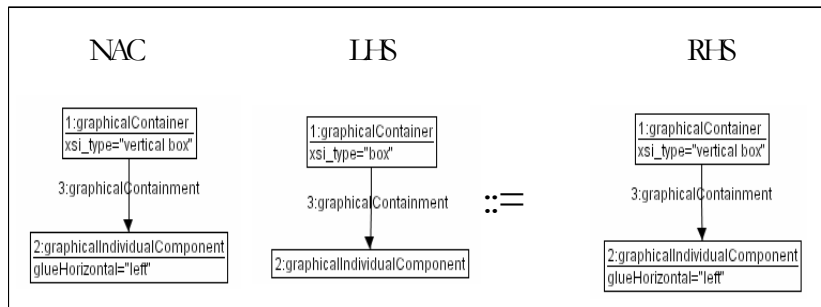 NAC LHS RHS
1:graphicalContainer
xsi_type="vertical box"
3:graphicalContainment
2:graphicalIndividualComponent
glueHorizontal="left"
1:graphicalContainer
xsi_type="box"
3:graphicalContainment
2:graphicalIndividualComponent
::=
1:graphicalContainer
xsi_type="vertical box"
3:graphicalContainment
2:graphicalIndividualComponent
glueHorizontal="left"